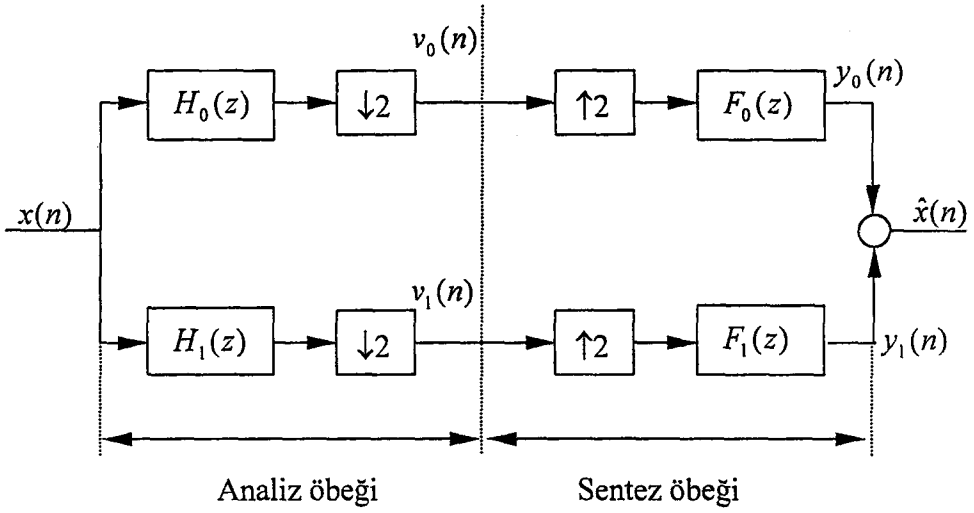 v₀(n)
H₀(z) ↓2 ↑2 F₀(z) y₀(n)
x(n) x̂(n)
v₁(n)
H₁(z) ↓2 ↑2 F₁(z) y₁(n)
Analiz öbeği Sentez öbeği